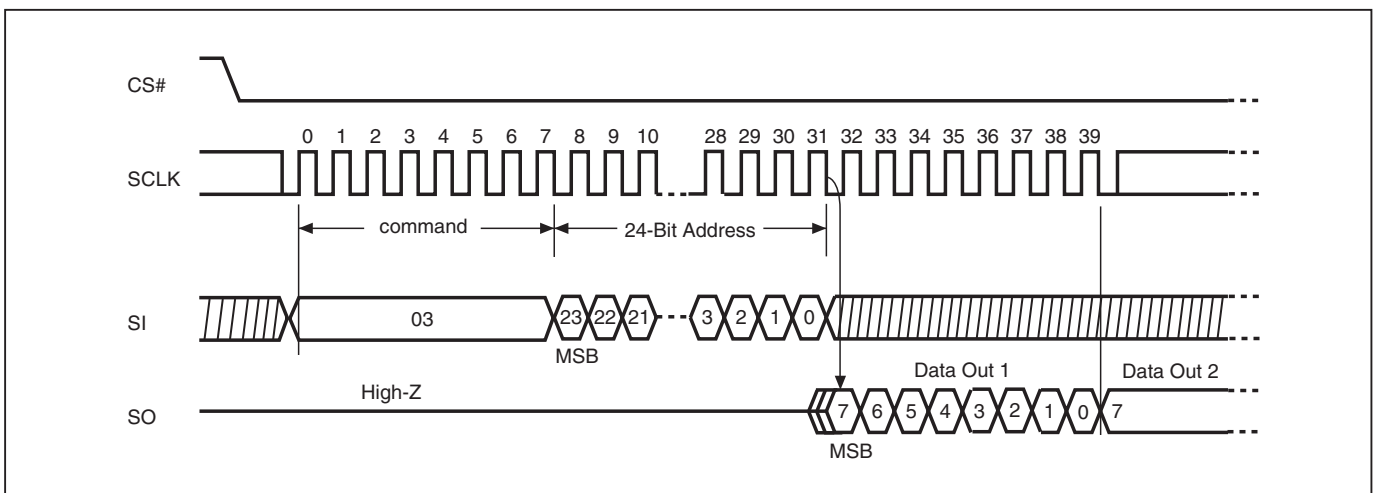 CS#
0 1 2 3 4 5 6 7 8 9 10 28 29 30 31 32 33 34 35 36 37 38 39
SCLK
command
24-Bit Address
SI
03 23 22 21 3 2 1 0
MSB
Data Out 1
Data Out 2
High-Z
SO
7 6 5 4 3 2 1 0 7
MSB